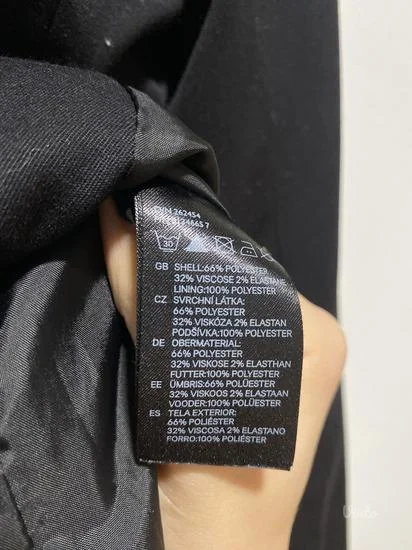 262454
30
GB SHELL:66% POLYESTER
32% VISCOSE 2% ELASTANE
LINING:100% POLYESTER
CZ SVRCHNÍ LÁTKA:
66% POLYESTER
32% VISKÓZA 2% ELASTAN
PODŠÍVKA:100% POLYESTER
DE OBERMATERIAL:
66% POLYESTER
32% VISKOSE 2% ELASTHAN
FUTTER:100% POLYESTER
EE ÜMBRIS:66% POLÜESTER
32% VISKOOS 2% ELASTAAN
VOODER:100% POLÜESTER
ES TELA EXTERIOR:
66% POLIÉSTER
32% VISCOSA 2% ELASTANO
FORRO:100% POLIÉSTER